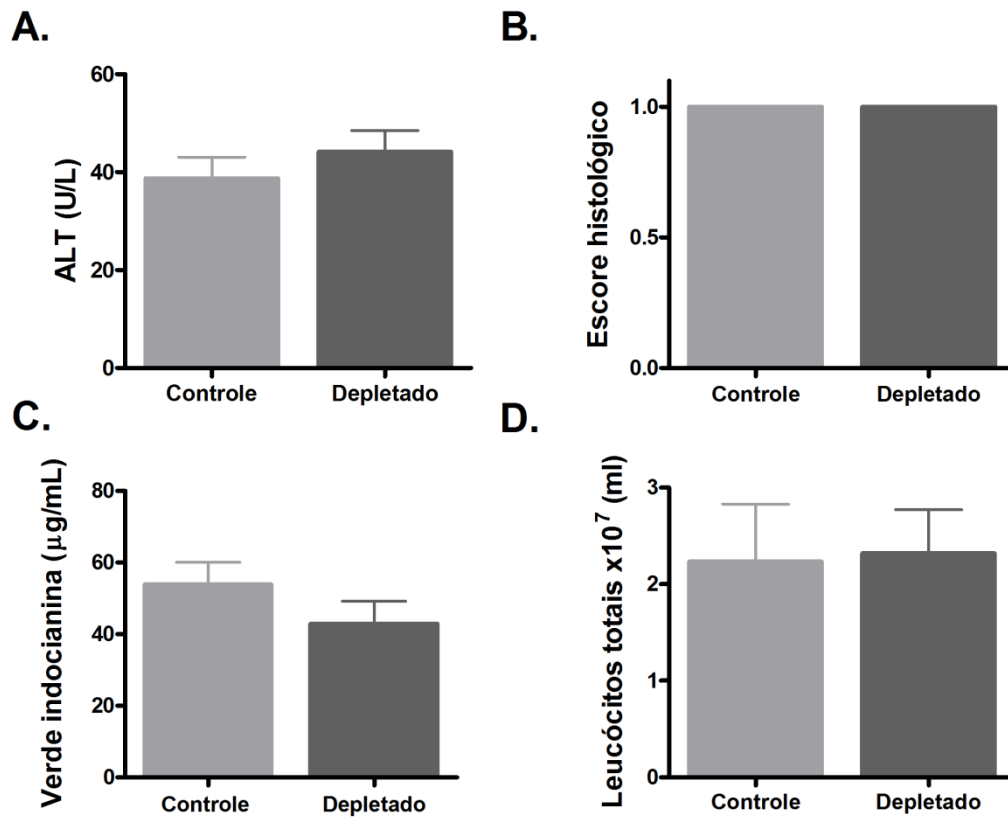 A.
ALT (U/L)
60
40
20
0
Controle Depletado
B.
Escore histológico
1.0
0.5
0.0
Controle Depletado
C.
Verde indocianina (μg/mL)
80
60
40
20
0
Controle Depletado
D.
Leucócitos totais x10⁷ (ml)
3
2
1
0
Controle Depletado